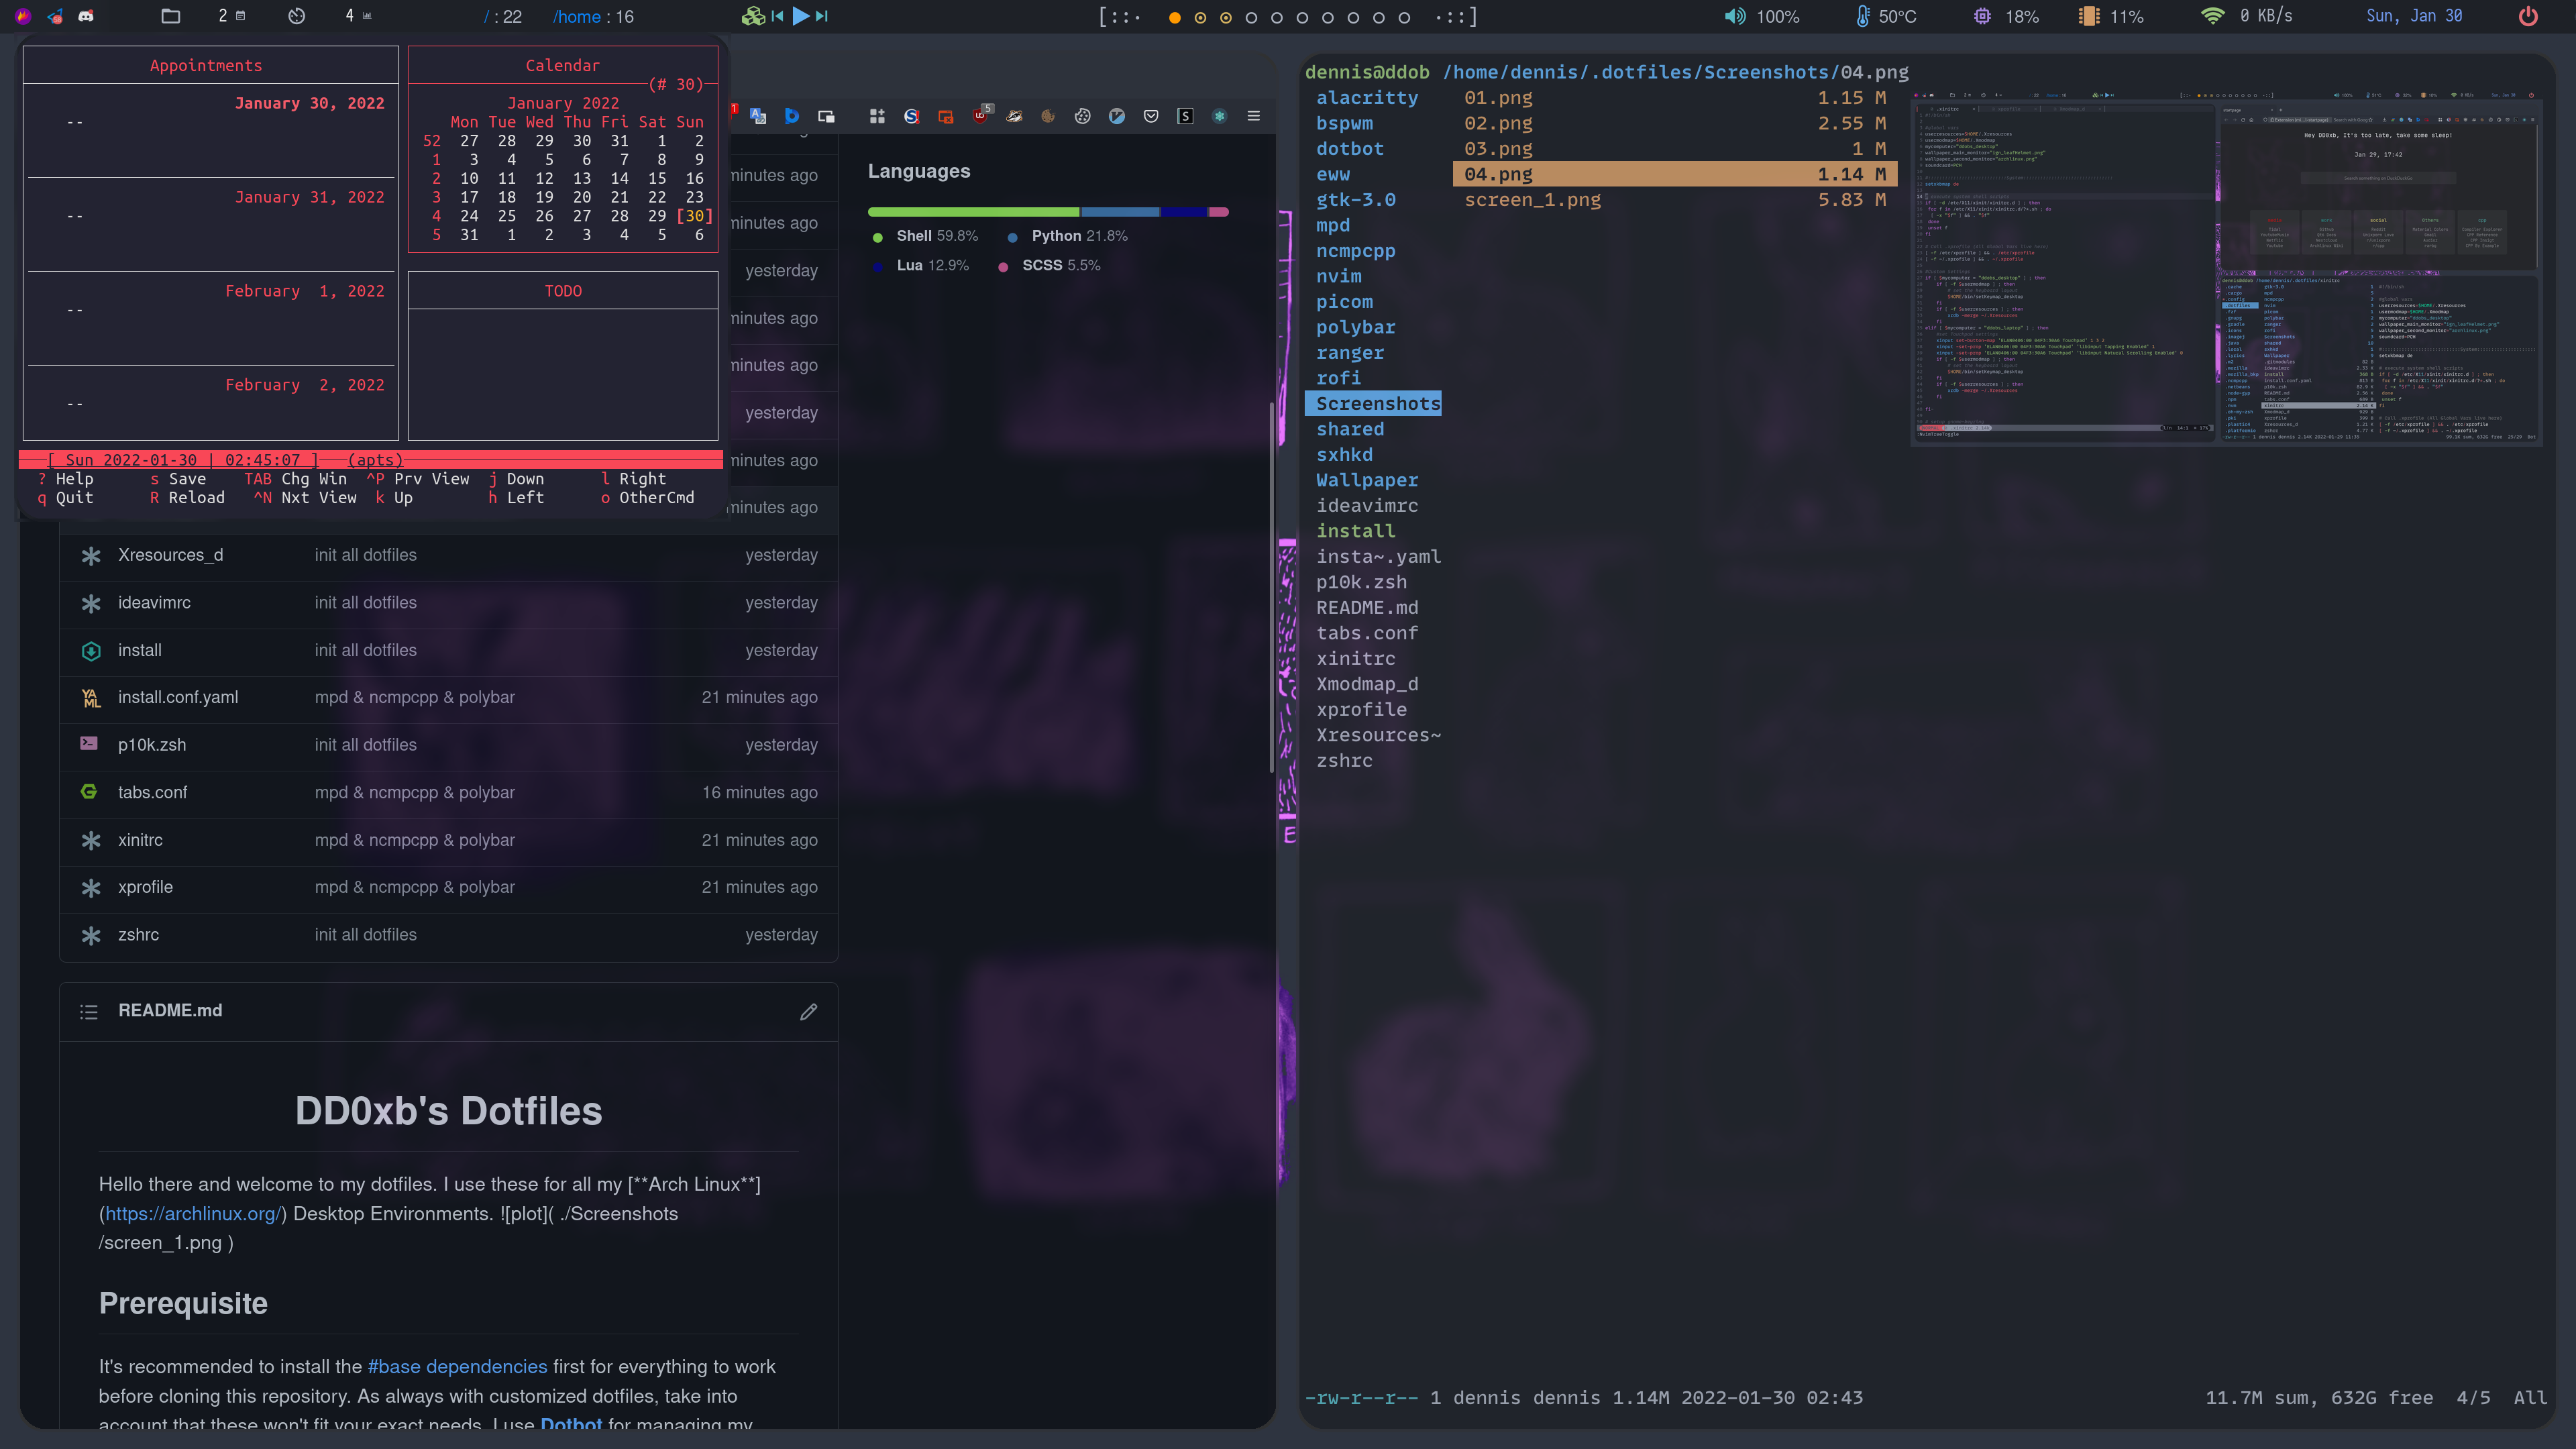 2 4 / : 22 /home : 16 [::· ·::] 100% 50°C 18% 11% 0 KB/s Sun, Jan 30
Appointments
January 30, 2022
--
January 31, 2022
--
February 1, 2022
--
February 2, 2022
--
Calendar
(# 30)
January 2022
Mon Tue Wed Thu Fri Sat Sun
52 27 28 29 30 31 1 2
1 3 4 5 6 7 8 9
2 10 11 12 13 14 15 16
3 17 18 19 20 21 22 23
4 24 25 26 27 28 29 [30]
5 31 1 2 3 4 5 6
TODO
[ Sun 2022-01-30 | 02:45:07 ] (apts)
? Help s Save TAB Chg Win ^P Prv View j Down l Right
q Quit R Reload ^N Nxt View k Up h Left o OtherCmd
1 5 S
minutes ago
minutes ago
yesterday
minutes ago
minutes ago
yesterday
minutes ago
minutes ago
Xresources_d init all dotfiles yesterday
ideavimrc init all dotfiles yesterday
install init all dotfiles yesterday
install.conf.yaml mpd & ncmpcpp & polybar 21 minutes ago
p10k.zsh init all dotfiles yesterday
tabs.conf mpd & ncmpcpp & polybar 16 minutes ago
xinitrc mpd & ncmpcpp & polybar 21 minutes ago
xprofile mpd & ncmpcpp & polybar 21 minutes ago
zshrc init all dotfiles yesterday
README.md
DD0xb's Dotfiles
Hello there and welcome to my dotfiles. I use these for all my [**Arch Linux**]
(https://archlinux.org/) Desktop Environments. ![plot]( ./Screenshots
/screen_1.png )
Prerequisite
It's recommended to install the #base dependencies first for everything to work
before cloning this repository. As always with customized dotfiles, take into
account that these won't fit your exact needs. I use Dotbot for managing my
Languages
Shell 59.8% Python 21.8%
Lua 12.9% SCSS 5.5%
E
dennis@ddob /home/dennis/.dotfiles/Screenshots/04.png
alacritty 01.png 1.15 M
bspwm 02.png 2.55 M
dotbot 03.png 1 M
eww 04.png 1.14 M
gtk-3.0 screen_1.png 5.83 M
mpd
ncmpcpp
nvim
picom
polybar
ranger
rofi
Screenshots
shared
sxhkd
Wallpaper
ideavimrc
install
insta~.yaml
p10k.zsh
README.md
tabs.conf
xinitrc
Xmodmap_d
xprofile
Xresources~
zshrc
Hey DD0xb, It's too late, take some sleep!
Jan 29, 17:42
-rw-r--r-- 1 dennis dennis 1.14M 2022-01-30 02:43 11.7M sum, 632G free 4/5 All